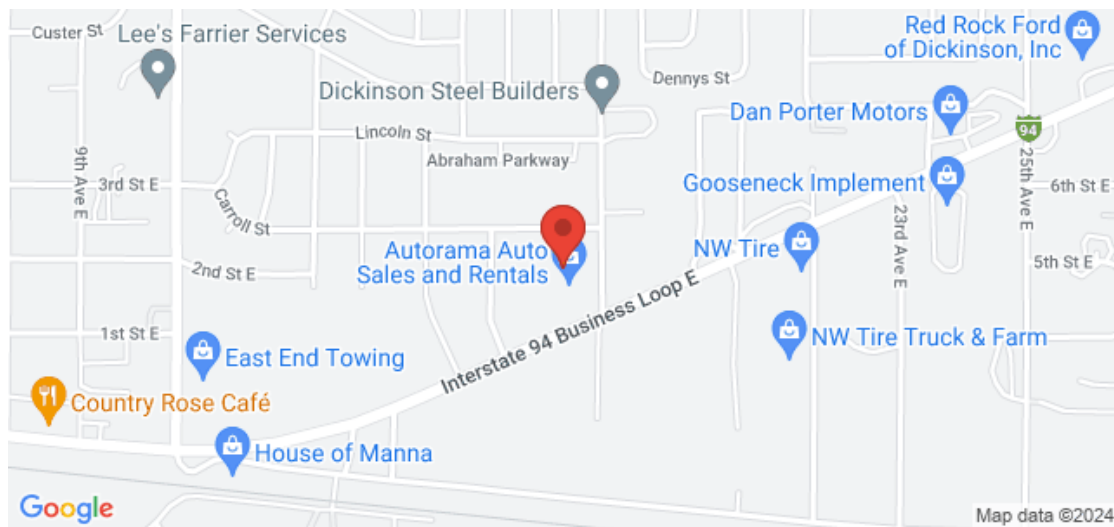 Custer St
Lee's Farrier Services
Red Rock Ford
of Dickinson, Inc
Dennys St
Dickinson Steel Builders
Dan Porter Motors
94
Lincoln St
Abraham Parkway
9th Ave E
3rd St E
25th Ave E
6th St E
Gooseneck Implement
Carroll St
23rd Ave E
Autorama Auto
Sales and Rentals
NW Tire
2nd St E
5th St E
Interstate 94 Business Loop E
1st St E
East End Towing
NW Tire Truck & Farm
Country Rose Café
House of Manna
Google
Map data ©2024